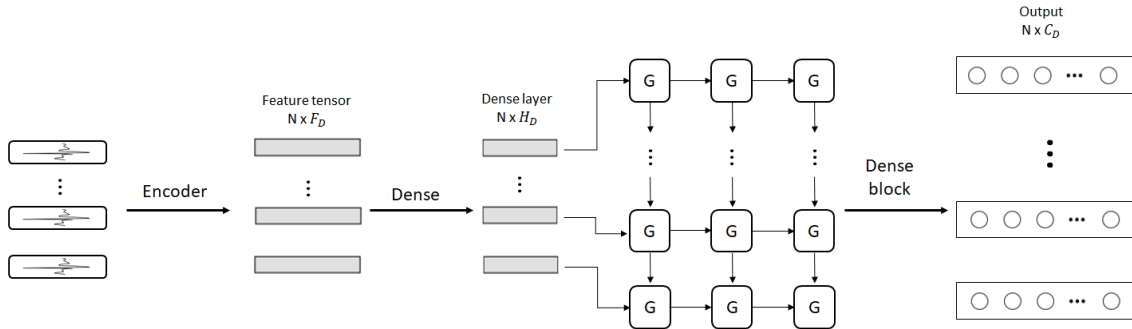 Output
N x C_D
Feature tensor
N x F_D
Dense layer
N x H_D
G G G
Encoder
Dense
Dense
block
G G G
G G G